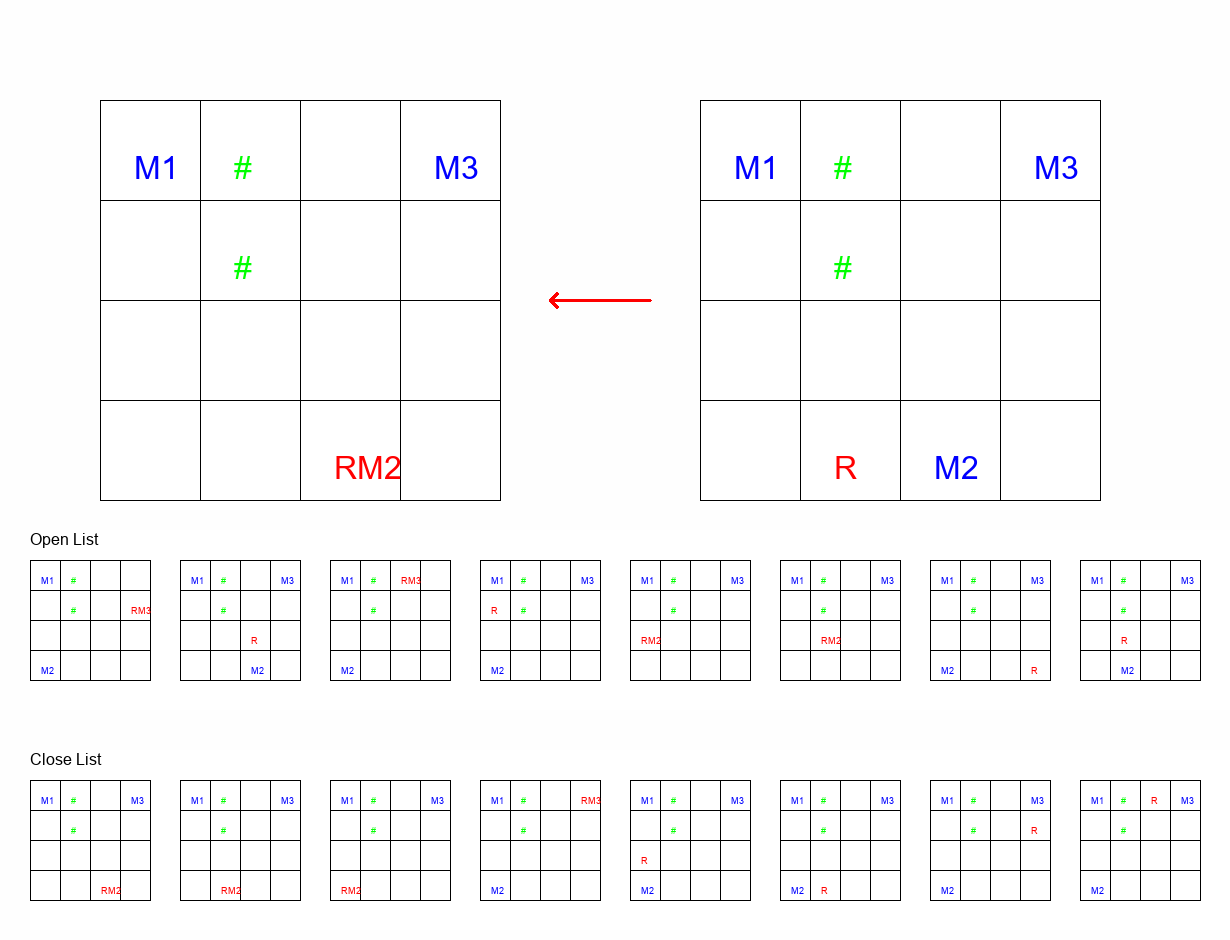 M1 # M3 M1 # M3
# #
RM2 R M2
Open List
M1 # M1 # M3 M1 # RM3 M1 # M3 M1 # M3 M1 # M3 M1 # M3 M1 # M3
# RM3 # # R # # # # #
R RM2 RM2 R
M2 M2 M2 M2 M2 R M2
Close List
M1 # M3 M1 # M3 M1 # M3 M1 # RM3 M1 # M3 M1 # M3 M1 # M3 M1 # R M3
# # # # # # # R #
R
RM2 RM2 RM2 M2 M2 M2 R M2 M2